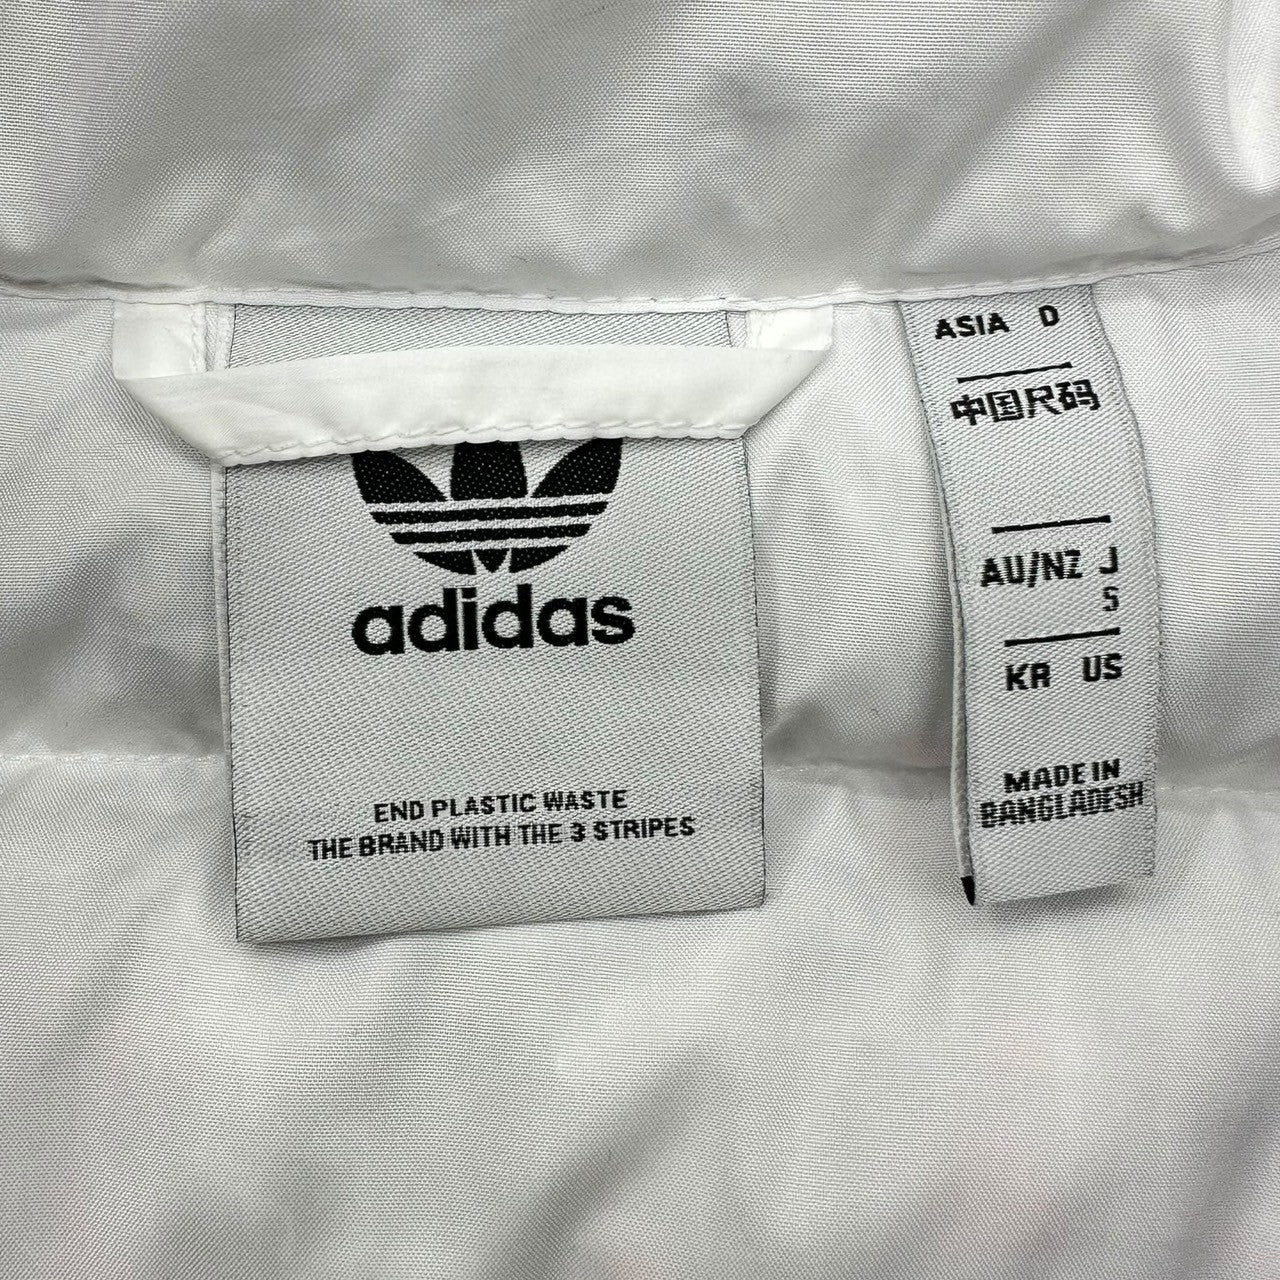 adidas
END PLASTIC WASTE
THE BRAND WITH THE 3 STRIPES
ASIA D
中国尺码
AU/NZ J
S
KR US
MADE IN
BANGLADESH